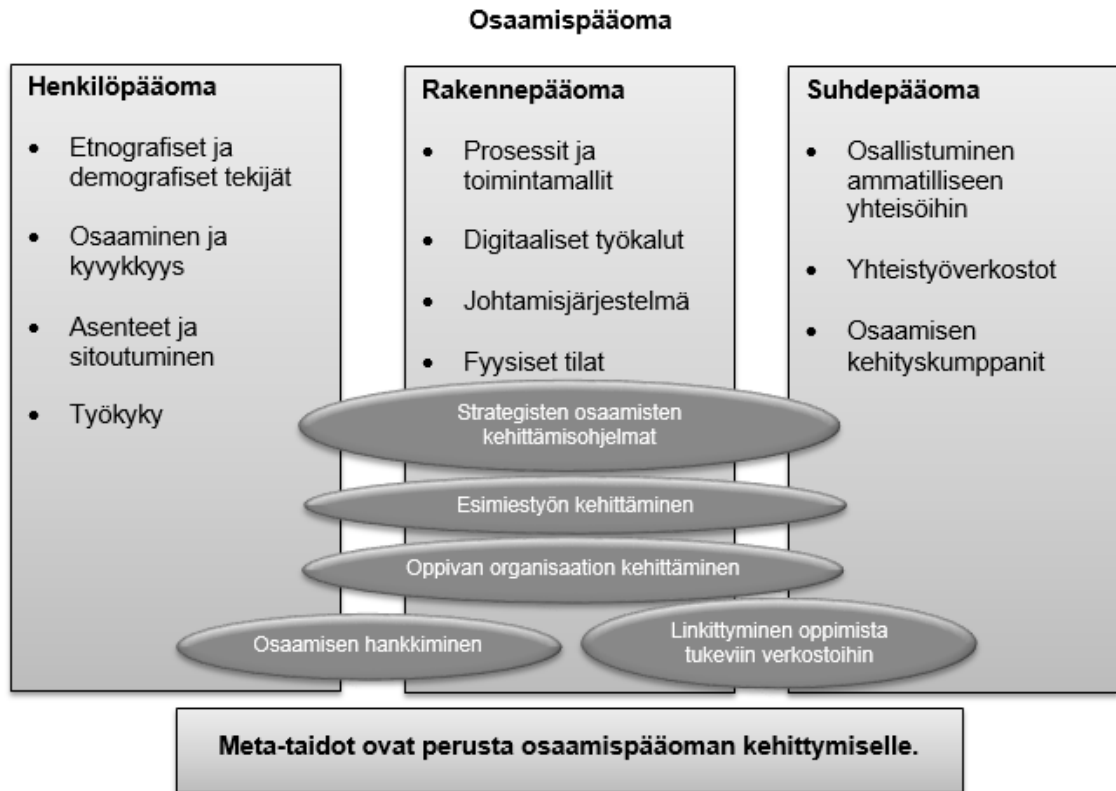 Osaamispääoma
Henkilöpääoma
Etnografiset ja
demografiset tekijät
Osaaminen ja
kyvykkyys
Asenteet ja
sitoutuminen
Työkyky
Rakennepääoma
Prosessit ja
toimintamallit
Digitaaliset työkalut
Johtamisjärjestelmä
Fyysiset tilat
Suhdepääoma
Osallistuminen
ammatilliseen
yhteisöihin
Yhteistyöverkostot
Osaamisen
kehityskumppanit
Strategisten osaamisten
kehittämisohjelmat
Esimiestyön kehittäminen
Oppivan organisaation kehittäminen
Osaamisen hankkiminen
Linkittyminen oppimista
tukeviin verkostoihin
Meta-taidot ovat perusta osaamispääoman kehittymiselle.